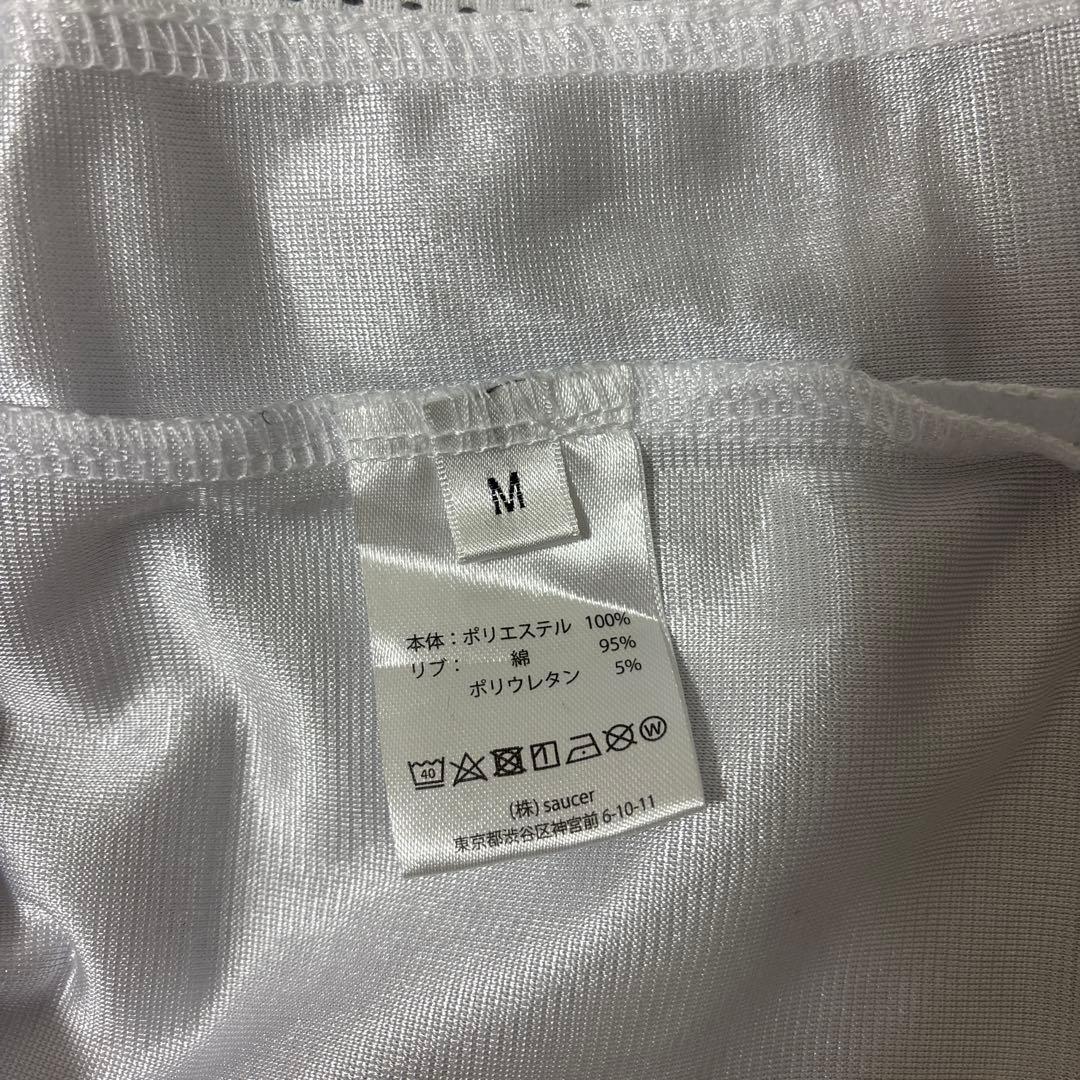 M
本体：ポリエステル 100%
リブ： 綿 95%
ポリウレタン 5%
40 W
(株) saucer
東京都渋谷区神宮前 6-10-11